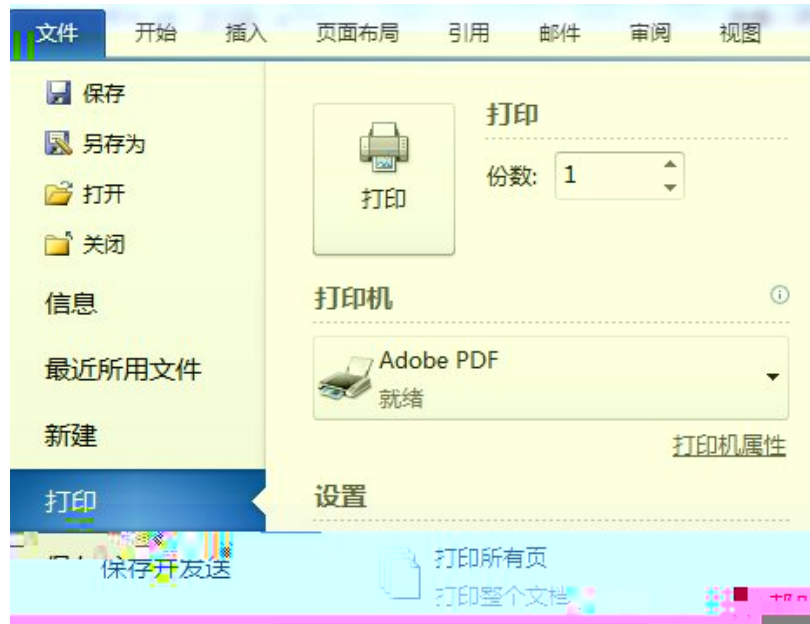 文件 开始 插入 页面布局 引用 邮件 审阅 视图
保存
另存为
打开
关闭
信息
最近所用文件
新建
打印
保存并发送
打印
打印
份数: 1
打印机
Adobe PDF
就绪
打印机属性
设置
打印所有页
打印整个文档